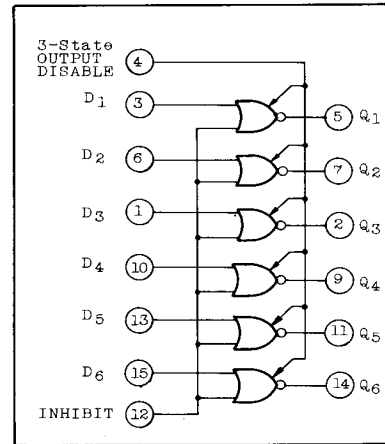 3-State
OUTPUT
DISABLE 4
D1 3 5 Q1
D2 6 7 Q2
D3 1 2 Q3
D4 10 9 Q4
D5 13 11 Q5
D6 15 14 Q6
INHIBIT 12